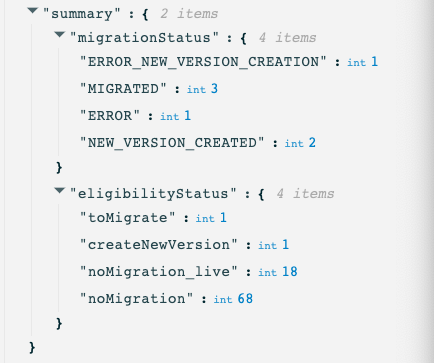 "summary" : { 2 items
"migrationStatus" : { 4 items
"ERROR_NEW_VERSION_CREATION" : int 1
"MIGRATED" : int 3
"ERROR" : int 1
"NEW_VERSION_CREATED" : int 2
}
"eligibilityStatus" : { 4 items
"toMigrate" : int 1
"createNewVersion" : int 1
"noMigration_live" : int 18
"noMigration" : int 68
}
}